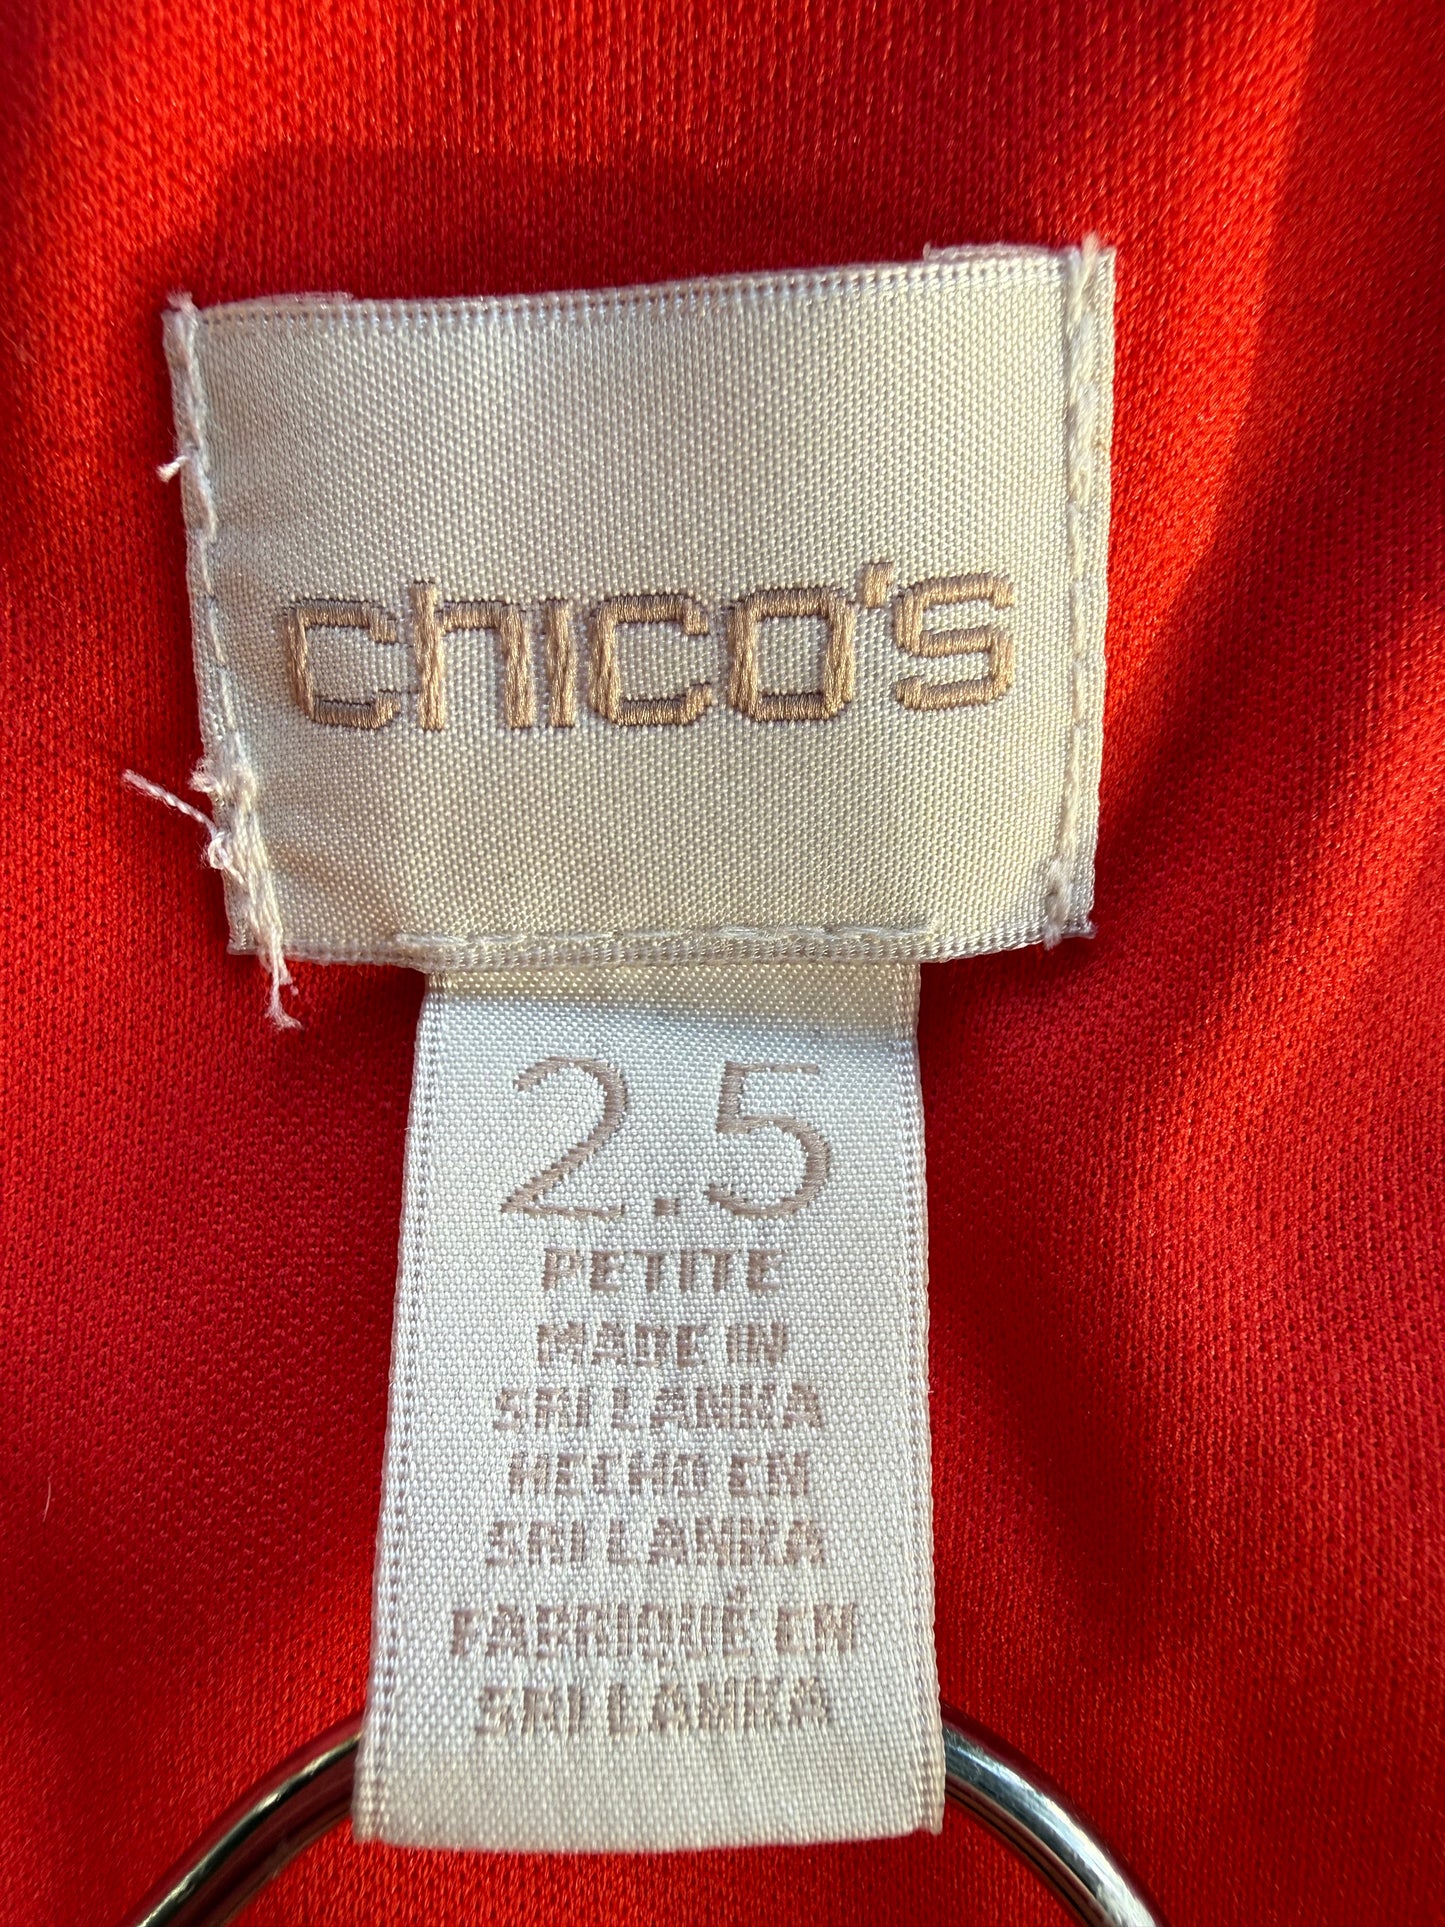 chico's
2.5
PETITE
MADE IN
SRI LANKA
HECHO EN
SRI LANKA
FABRIQUÉ EN
SRI LANKA